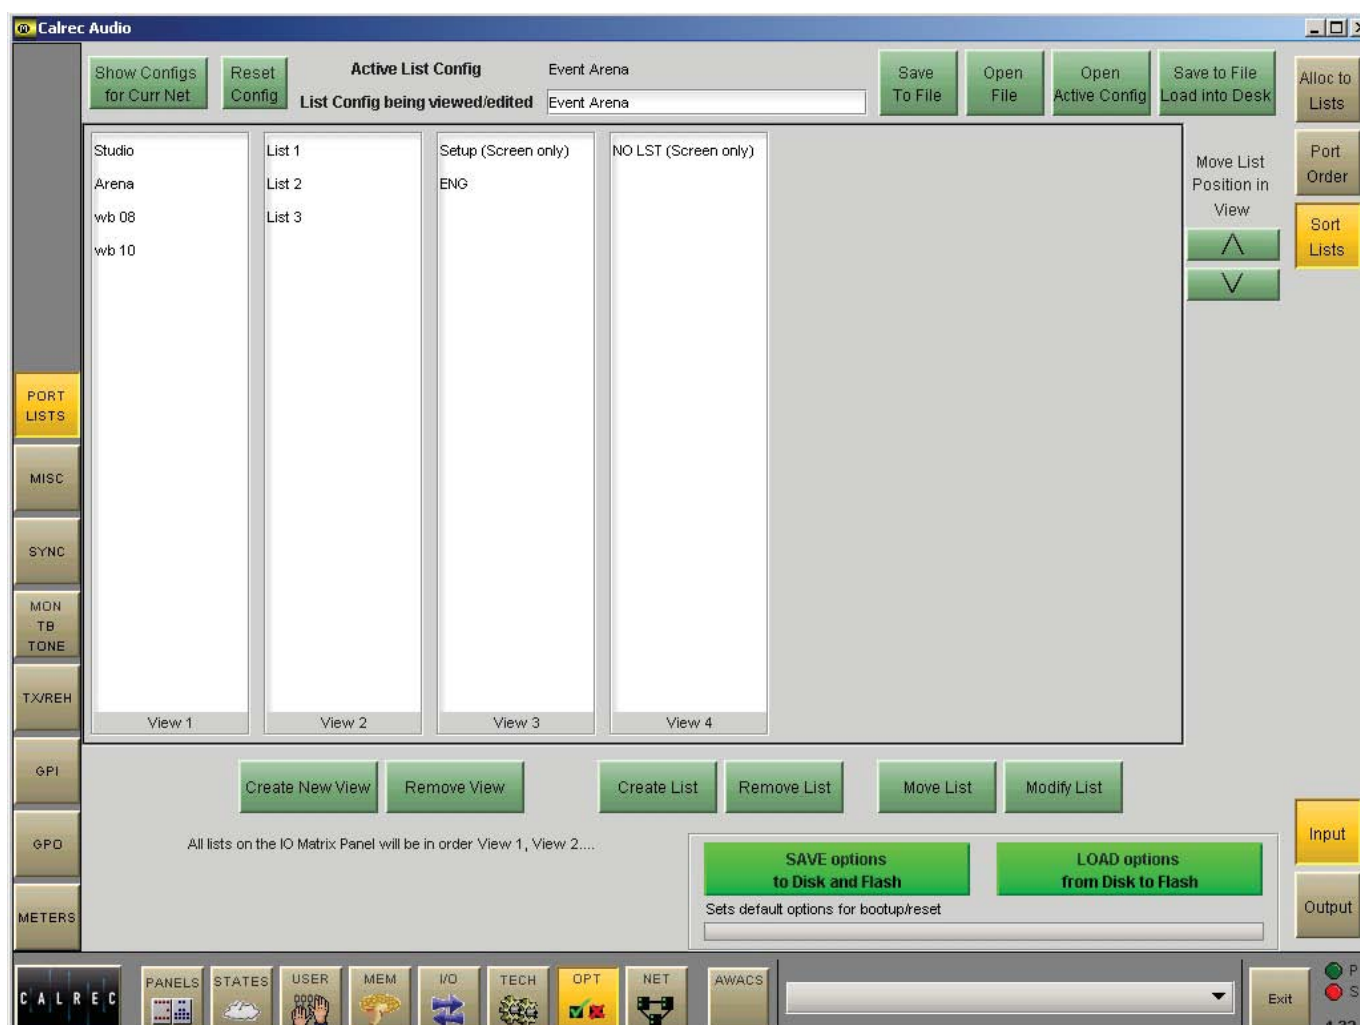 Calrec Audio
Show Configs
for Curr Net
Reset
Config
Active List Config
Event Arena
List Config being viewed/edited
Event Arena
Save
To File
Open
File
Open
Active Config
Save to File
Load into Desk
Alloc to
Lists
Port
Order
Sort
Lists
Studio
Arena
wb 08
wb 10
View 1
List 1
List 2
List 3
View 2
Setup (Screen only)
ENG
View 3
NO LST (Screen only)
View 4
Move List
Position in
View
PORT
LISTS
MISC
SYNC
MON
TB
TONE
TX/REH
GPI
GPO
METERS
Create New View
Remove View
Create List
Remove List
Move List
Modify List
All lists on the IO Matrix Panel will be in order View 1, View 2....
SAVE options
to Disk and Flash
LOAD options
from Disk to Flash
Sets default options for bootup/reset
Input
Output
CALREC
PANELS
STATES
USER
MEM
I/O
TECH
OPT
NET
AWACS
Exit
P
S